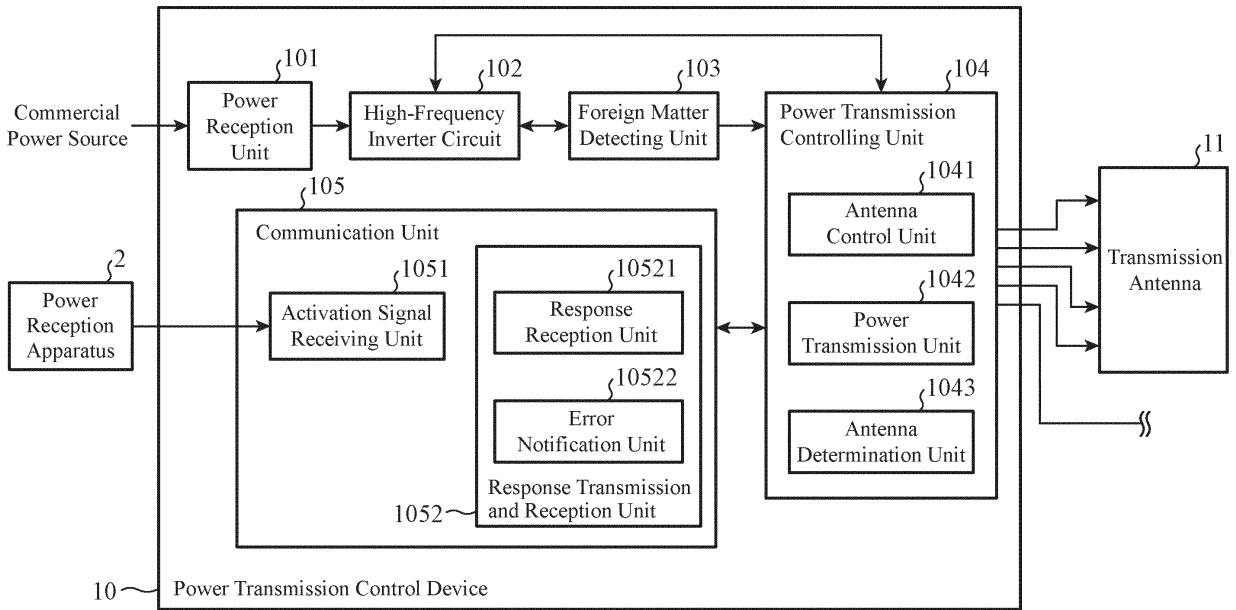 101
102
103
104
Commercial
Power Source
Power
Reception
Unit
High-Frequency
Inverter Circuit
Foreign Matter
Detecting Unit
Power Transmission
Controlling Unit
11
105
Communication Unit
1041
Antenna
Control Unit
Transmission
Antenna
2
Power
Reception
Apparatus
1051
Activation Signal
Receiving Unit
10521
Response
Reception Unit
1042
Power
Transmission Unit
10522
Error
Notification Unit
1043
Antenna
Determination Unit
1052
Response Transmission
and Reception Unit
10
Power Transmission Control Device